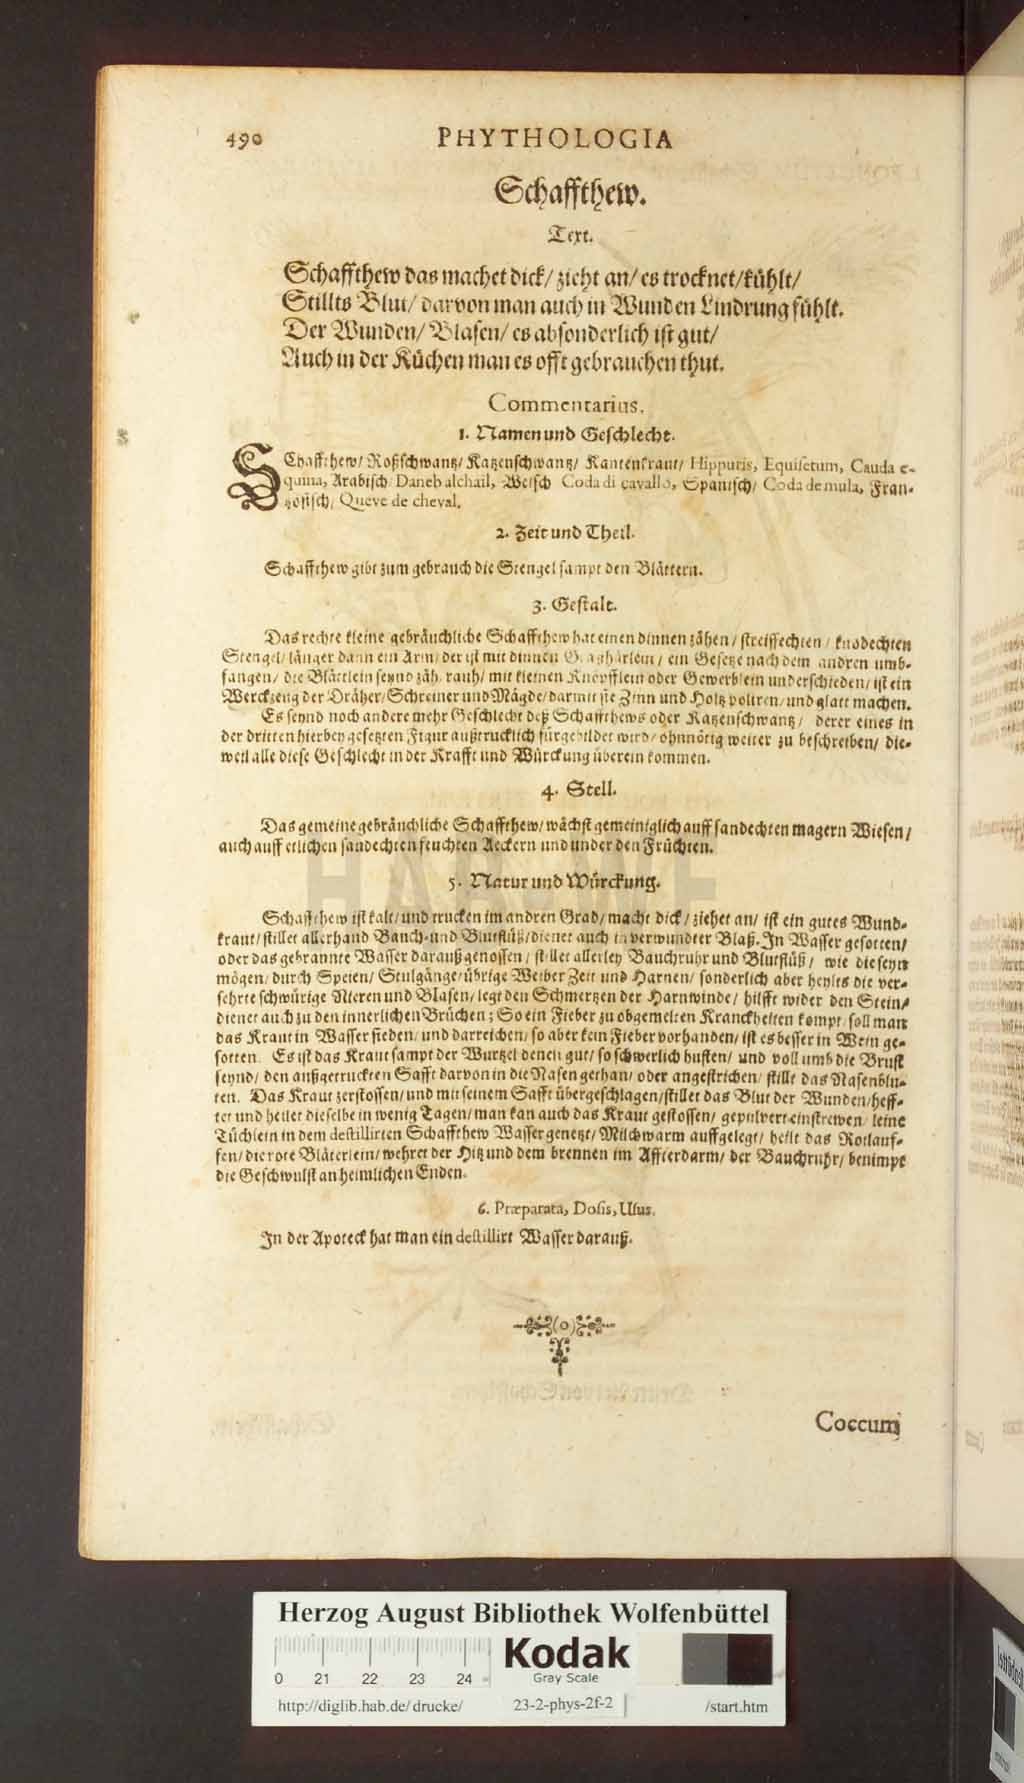 490
PHYTHOLOGIA
Schaffthew.
Text.
Schaffthew das machet dick/ zieht an/ es trocknet/ kühlt/
Stillts Blut/ darvon man auch in Wunden Lindrung fühlt.
Der Wunden/ Blasen/ es absonderlich ist gut/
Auch in der Küchen man es offt gebrauchen thut.
Commentarius.
1. Namen und Geschlecht.
SChaffthew/ Roßschwantz/ Katzenschwantz/ Kantenkraut/ Hippuris, Equisetum, Cauda e-
quina, Arabisch/ Daneb alchail, Welsch Coda di cavallo, Spanisch/ Coda de mula, Fran-
zösisch/ Queve de cheval.
2. Zeit und Theil.
Schaffthew gibt zum gebrauch die Stengel sampt den Blättern.
3. Gestalt.
Das rechte kleine gebräuchliche Schaffthew hat einen dinnen zähen/ streiffechten/ knodechten
Stengel/ länger dann ein Arm/ der ist mit dinnen / ein Gesetze nach dem andren umb-
fangen/ die Blättlein seynd zäh/ rauh/ mit kleinen Knöpfflein oder Gewerblein underschieden/ ist ein
Werckzeug der Dräher/ Schreiner und Mägde/ darmit sie Zinn und Holtz poliren/ und glatt machen.
Es seynd noch andere mehr Geschlecht deß Schaffthews oder Katzenschwantz/ derer eines in
der dritten hierbey gesetzten Figur außtrucklich fürgebildet wird/ ohnnötig weiter zu beschreiben/ die-
weil alle diese Geschlecht in der Krafft und Würckung überein kommen.
4. Stell.
Das gemeine gebräuchliche Schaffthew/ wächst gemeiniglich auff sandechten magern Wiesen/
auch auff etlichen sandechten feuchten Aeckern und under den Früchten.
5. Natur und Würckung.
Schaffthew ist kalt/ und trucken im andren Grad/ macht dick/ ziehet an/ ist ein gutes Wund-
kraut/ stillet allerhand Bauch- und Blutflüß/ dienet auch in verwundter Blaß. In Wasser gesotten/
oder das gebrannte Wasser darauß genossen/ stillet allerley Bauchruhr und Blutflüß/ wie die seyn
mögen/ durch Speien/ Stulgänge/ übrige Weiber Zeit und Harnen/ sonderlich aber heylts die ver-
sehrte schwürige Nieren und Blasen/ legt den Schmertzen der Harnwinde/ hilfft wider den Stein/
dienet auch zu den innerlichen Brüchen; So ein Fieber zu obgemelten Kranckheiten kompt/ soll man
das Kraut in Wasser sieden/ und darreichen/ so aber kein Fieber vorhanden/ ist es besser in Wein ge-
sotten. Es ist das Kraut sampt der Wurtzel denen gut/ so schwerlich husten/ und voll umb die Brust
seynd/ den außgetruckten Safft darvon in die Nasen gethan/ oder angestrichen/ stillt das Nasenblu-
ten. Das Kraut zerstossen/ und mit seinem Safft übergeschlagen/ stillet das Blut der Wunden/ heff-
tet und heilet dieselbe in wenig Tagen/ man kan auch das Kraut gestossen/ gepülvert einstrewen/ leine
Tüchlein in dem destillirten Schaffthew Wasser genetzt/ Milchwarm auffgelegt/ heilt das Rotlauf-
fen/ die rote Bläterlein/ wehret der Hitz und dem brennen im Affterdarm/ der Bauchruhr/ benimpt
die Geschwulst an heimlichen Enden.
6. Præparata, Dosis, Usus.
In der Apoteck hat man ein destillirt Wasser darauß.
(o)
Coccum
HAB WF
Herzog August Bibliothek Wolfenbüttel
0 21 22 23 24
Kodak
Gray Scale
http://diglib.hab.de/drucke/ 23-2-phys-2f-2 /start.htm